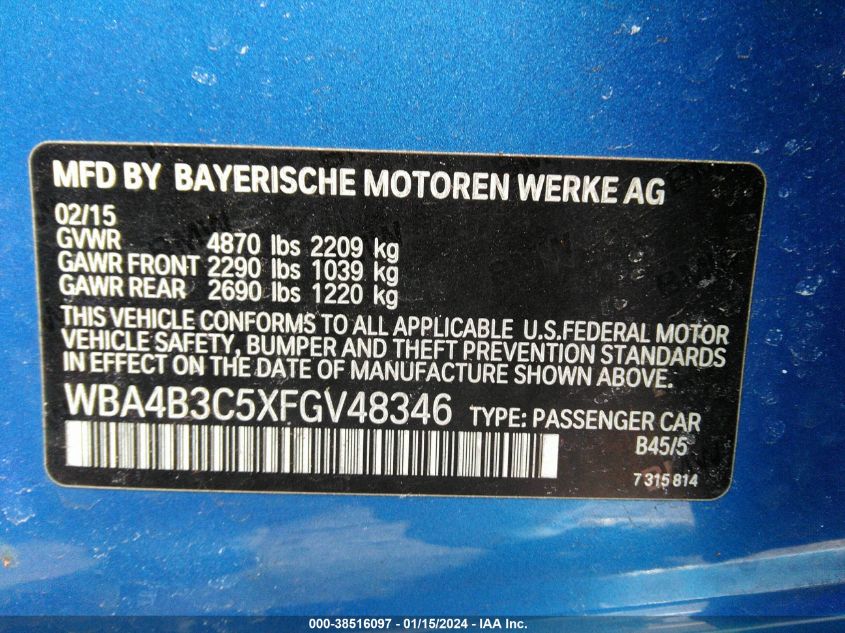 MFD BY BAYERISCHE MOTOREN WERKE AG
02/15
GVWR 4870 lbs 2209 kg
GAWR FRONT 2290 lbs 1039 kg
GAWR REAR 2690 lbs 1220 kg
THIS VEHICLE CONFORMS TO ALL APPLICABLE U.S.FEDERAL MOTOR
VEHICLE SAFETY, BUMPER AND THEFT PREVENTION STANDARDS
IN EFFECT ON THE DATE OF MANUFACTURE SHOWN ABOVE.
WBA4B3C5XFGV48346 TYPE: PASSENGER CAR
B45/5
7 315 814
000-38516097 - 01/15/2024 - IAA Inc.